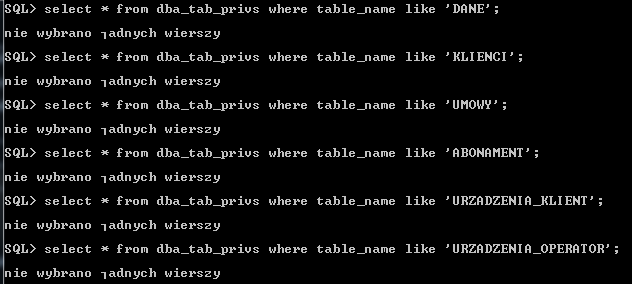 SQL> select * from dba_tab_privs where table_name like 'DANE';
nie wybrano ┐adnych wierszy
SQL> select * from dba_tab_privs where table_name like 'KLIENCI';
nie wybrano ┐adnych wierszy
SQL> select * from dba_tab_privs where table_name like 'UMOWY';
nie wybrano ┐adnych wierszy
SQL> select * from dba_tab_privs where table_name like 'ABONAMENT';
nie wybrano ┐adnych wierszy
SQL> select * from dba_tab_privs where table_name like 'URZADZENIA_KLIENT';
nie wybrano ┐adnych wierszy
SQL> select * from dba_tab_privs where table_name like 'URZADZENIA_OPERATOR';
nie wybrano ┐adnych wierszy